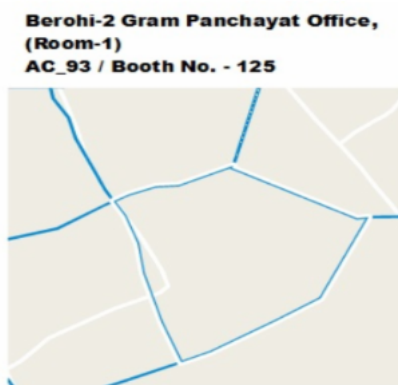 Berohi-2 Gram Panchayat Office,
(Room-1)
AC_93 / Booth No. - 125